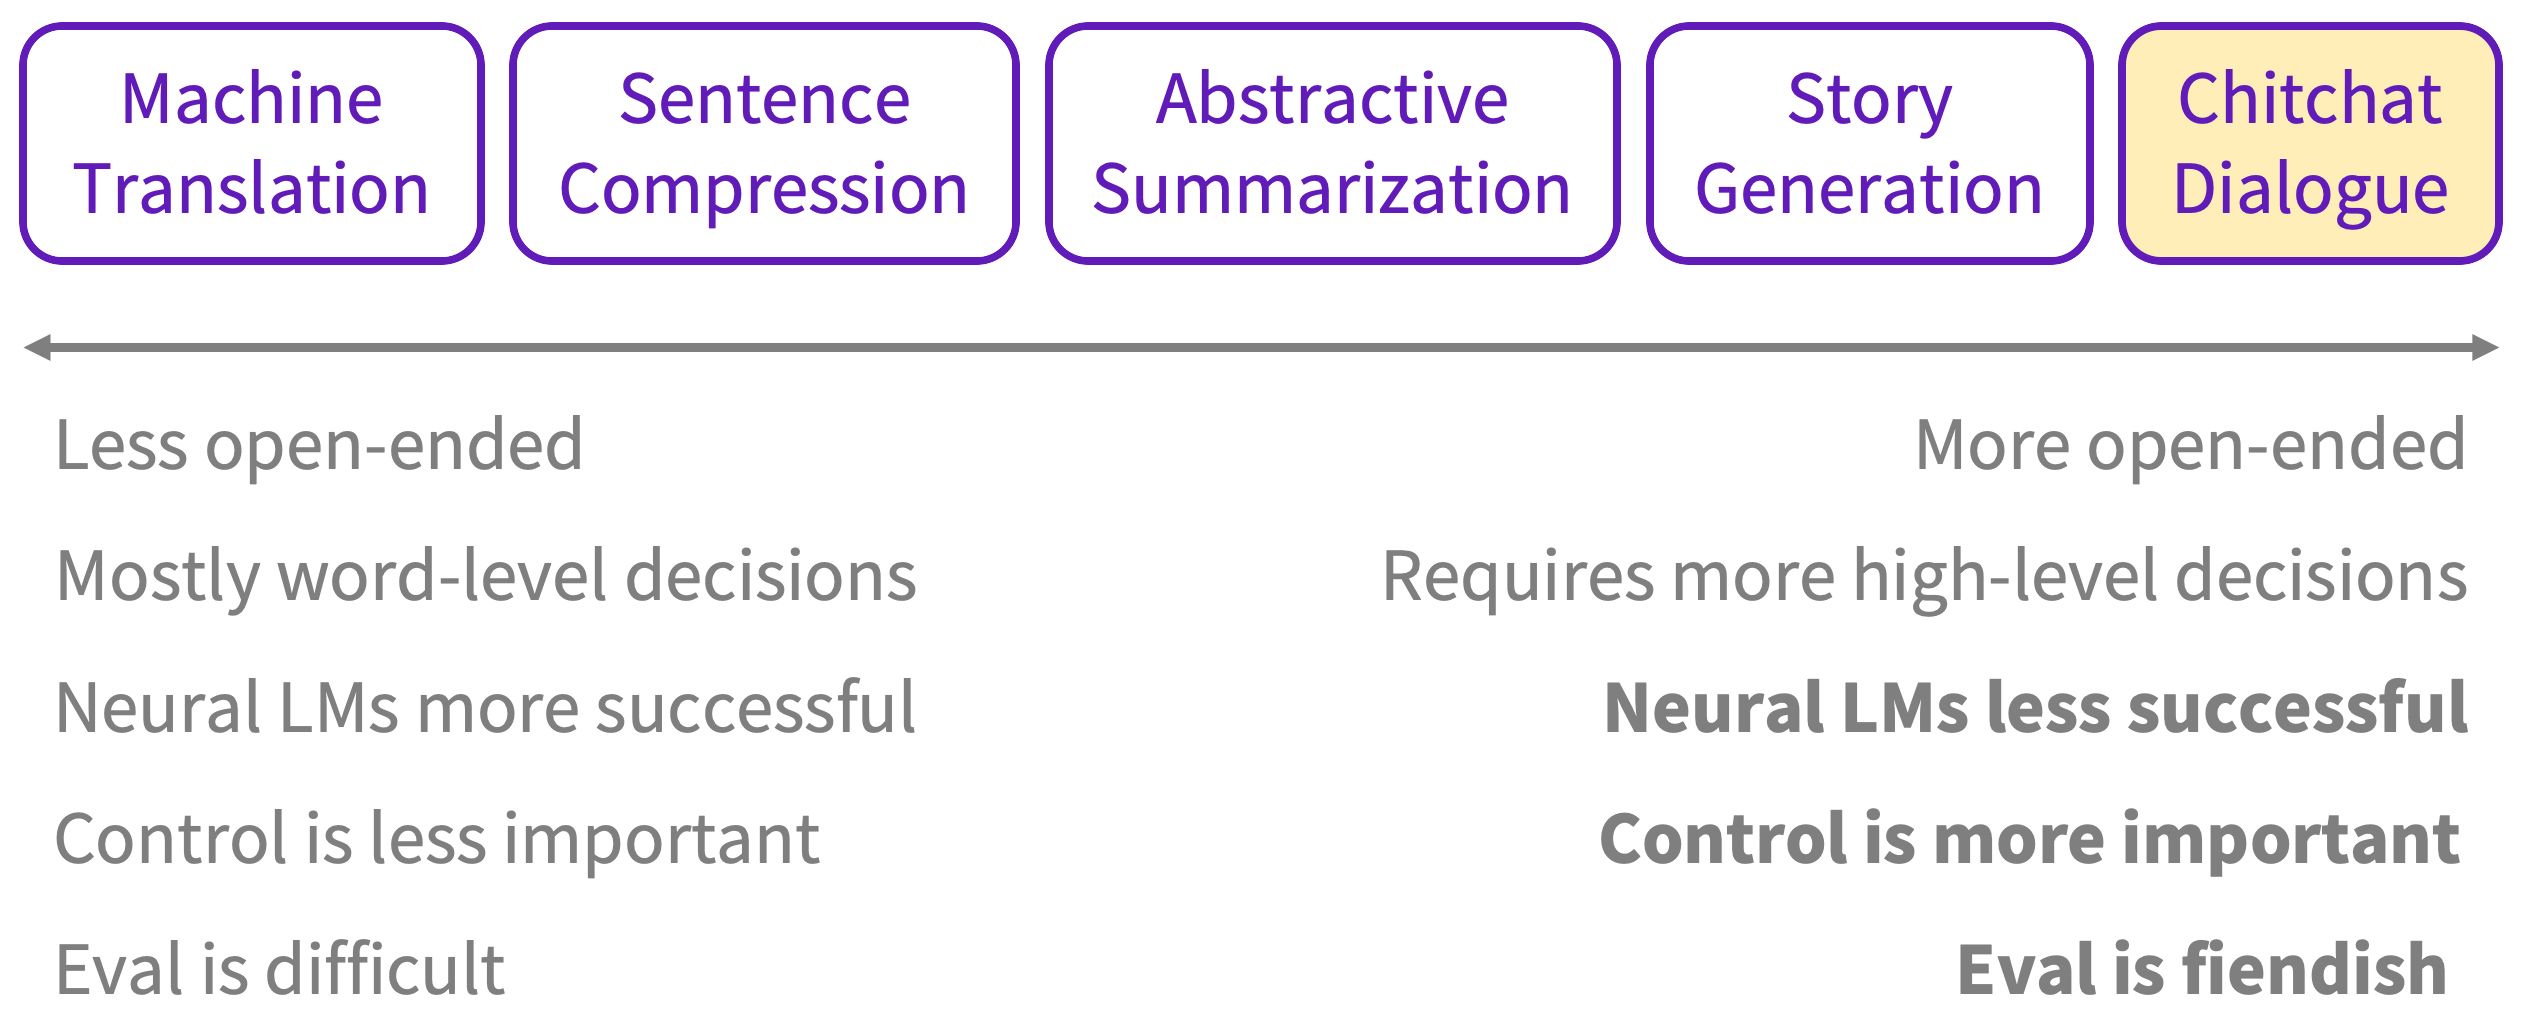 Machine
Translation
Sentence
Compression
Abstractive
Summarization
Story
Generation
Chitchat
Dialogue
Less open-ended
More open-ended
Mostly word-level decisions
Requires more high-level decisions
Neural LMs more successful
Neural LMs less successful
Control is less important
Control is more important
Eval is difficult
Eval is fiendish